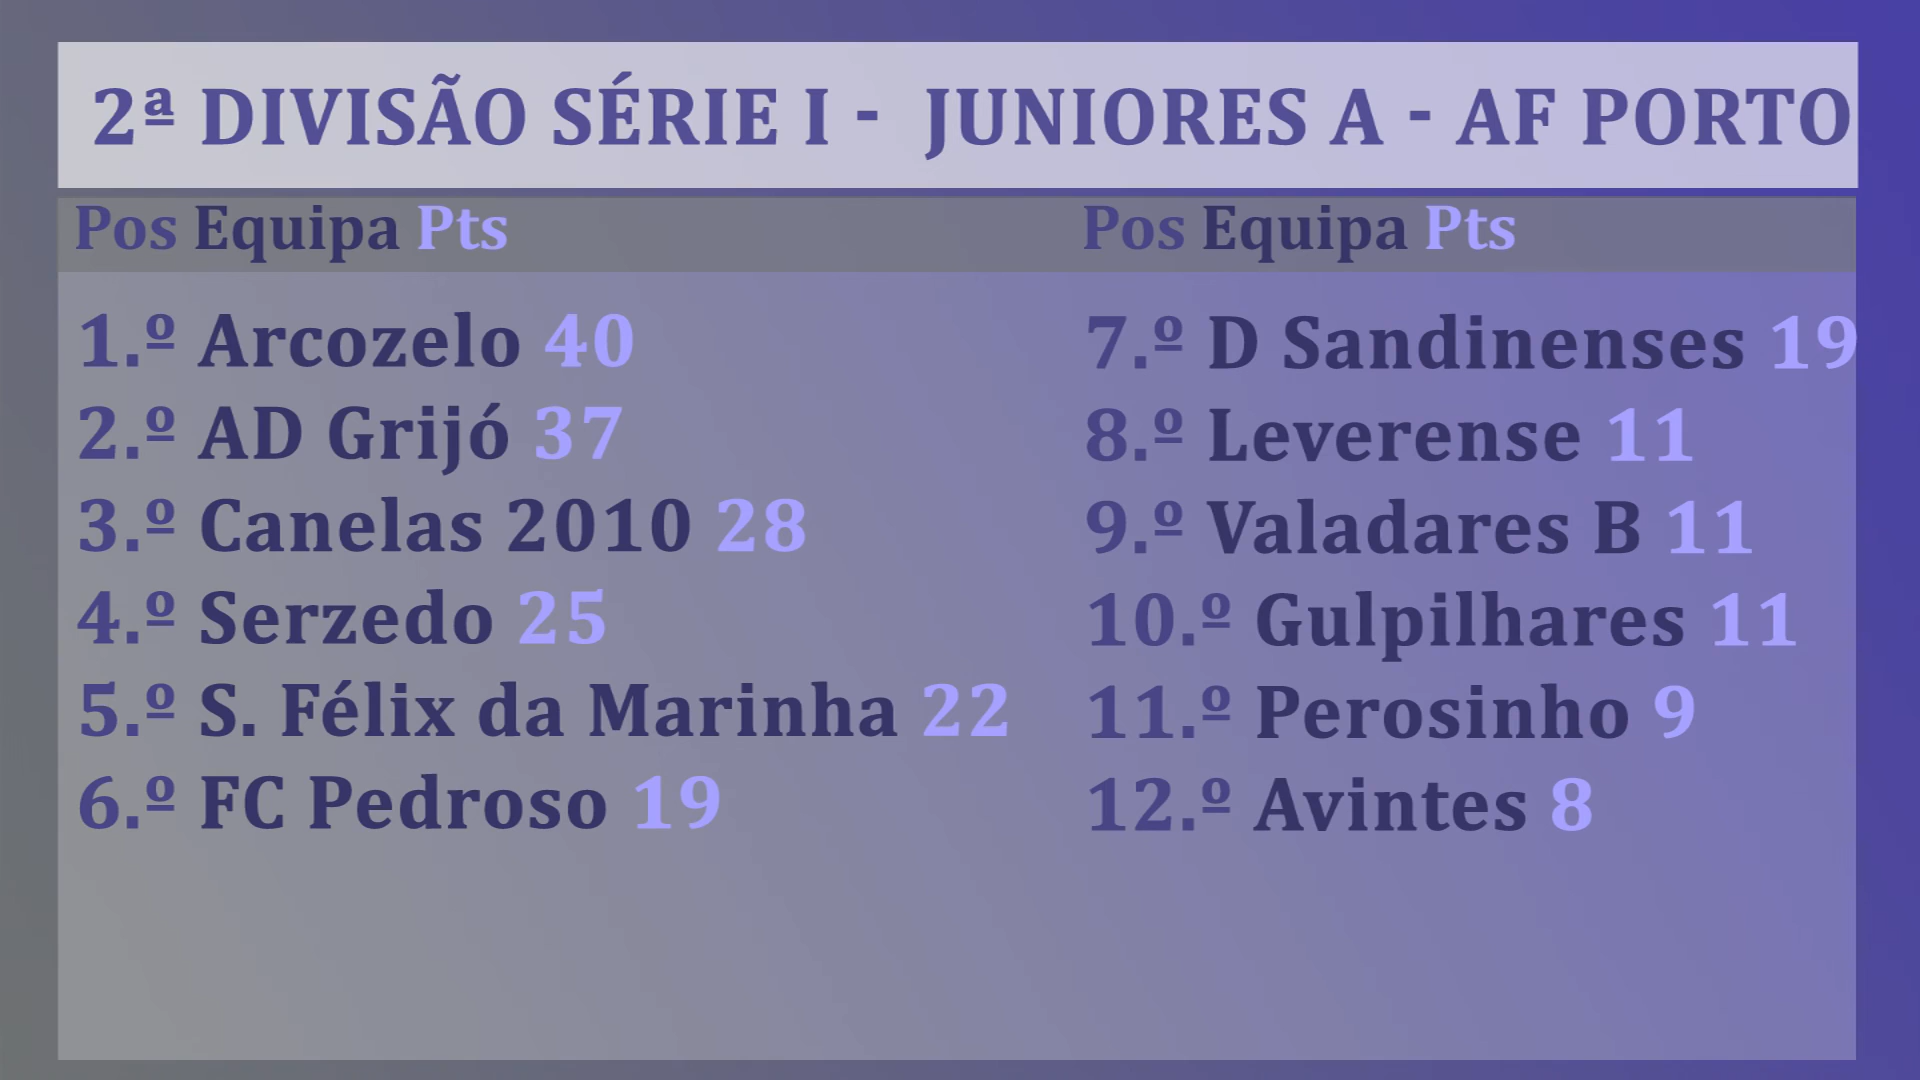 2ª DIVISÃO SÉRIE I - JUNIORES A - AF PORTO
Pos Equipa Pts
1.º Arcozelo 40
2.º AD Grijó 37
3.º Canelas 2010 28
4.º Serzedo 25
5.º S. Félix da Marinha 22
6.º FC Pedroso 19
Pos Equipa Pts
7.º D Sandinenses 19
8.º Leverense 11
9.º Valadares B 11
10.º Gulpilhares 11
11.º Perosinho 9
12.º Avintes 8